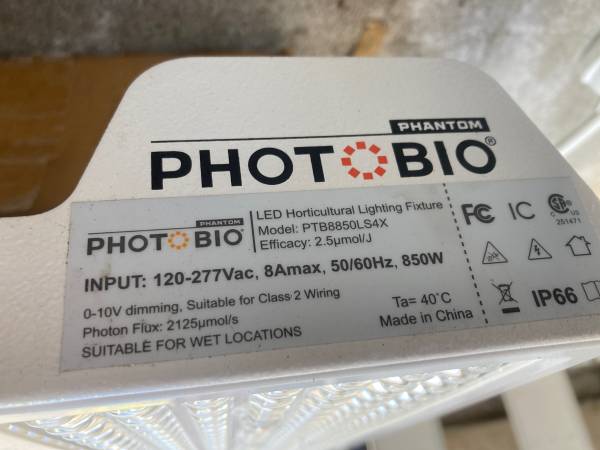 PHANTOM
PHOTOBIO®
PHANTOM
PHOTOBIO
LED Horticultural Lighting Fixture
Model: PTB8850LS4X
Efficacy: 2.5µmol/J
INPUT: 120-277Vac, 8Amax, 50/60Hz, 850W
0-10V dimming, Suitable for Class 2 Wiring
Photon Flux: 2125µmol/s
SUITABLE FOR WET LOCATIONS
Ta= 40°C
Made in China
FC IC
C US
251471
IP66